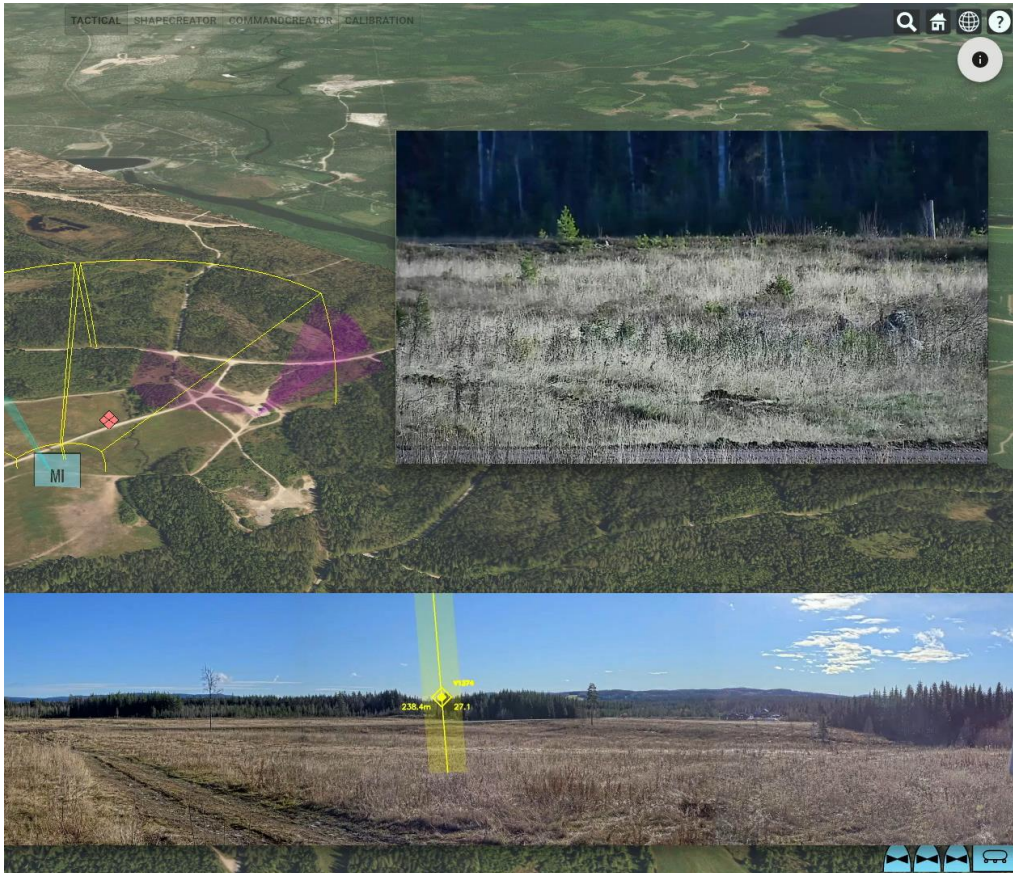 TACTICAL SHAPECREATOR COMMANDCREATOR CALIBRATION
?
i
MI
238.4m 27.1